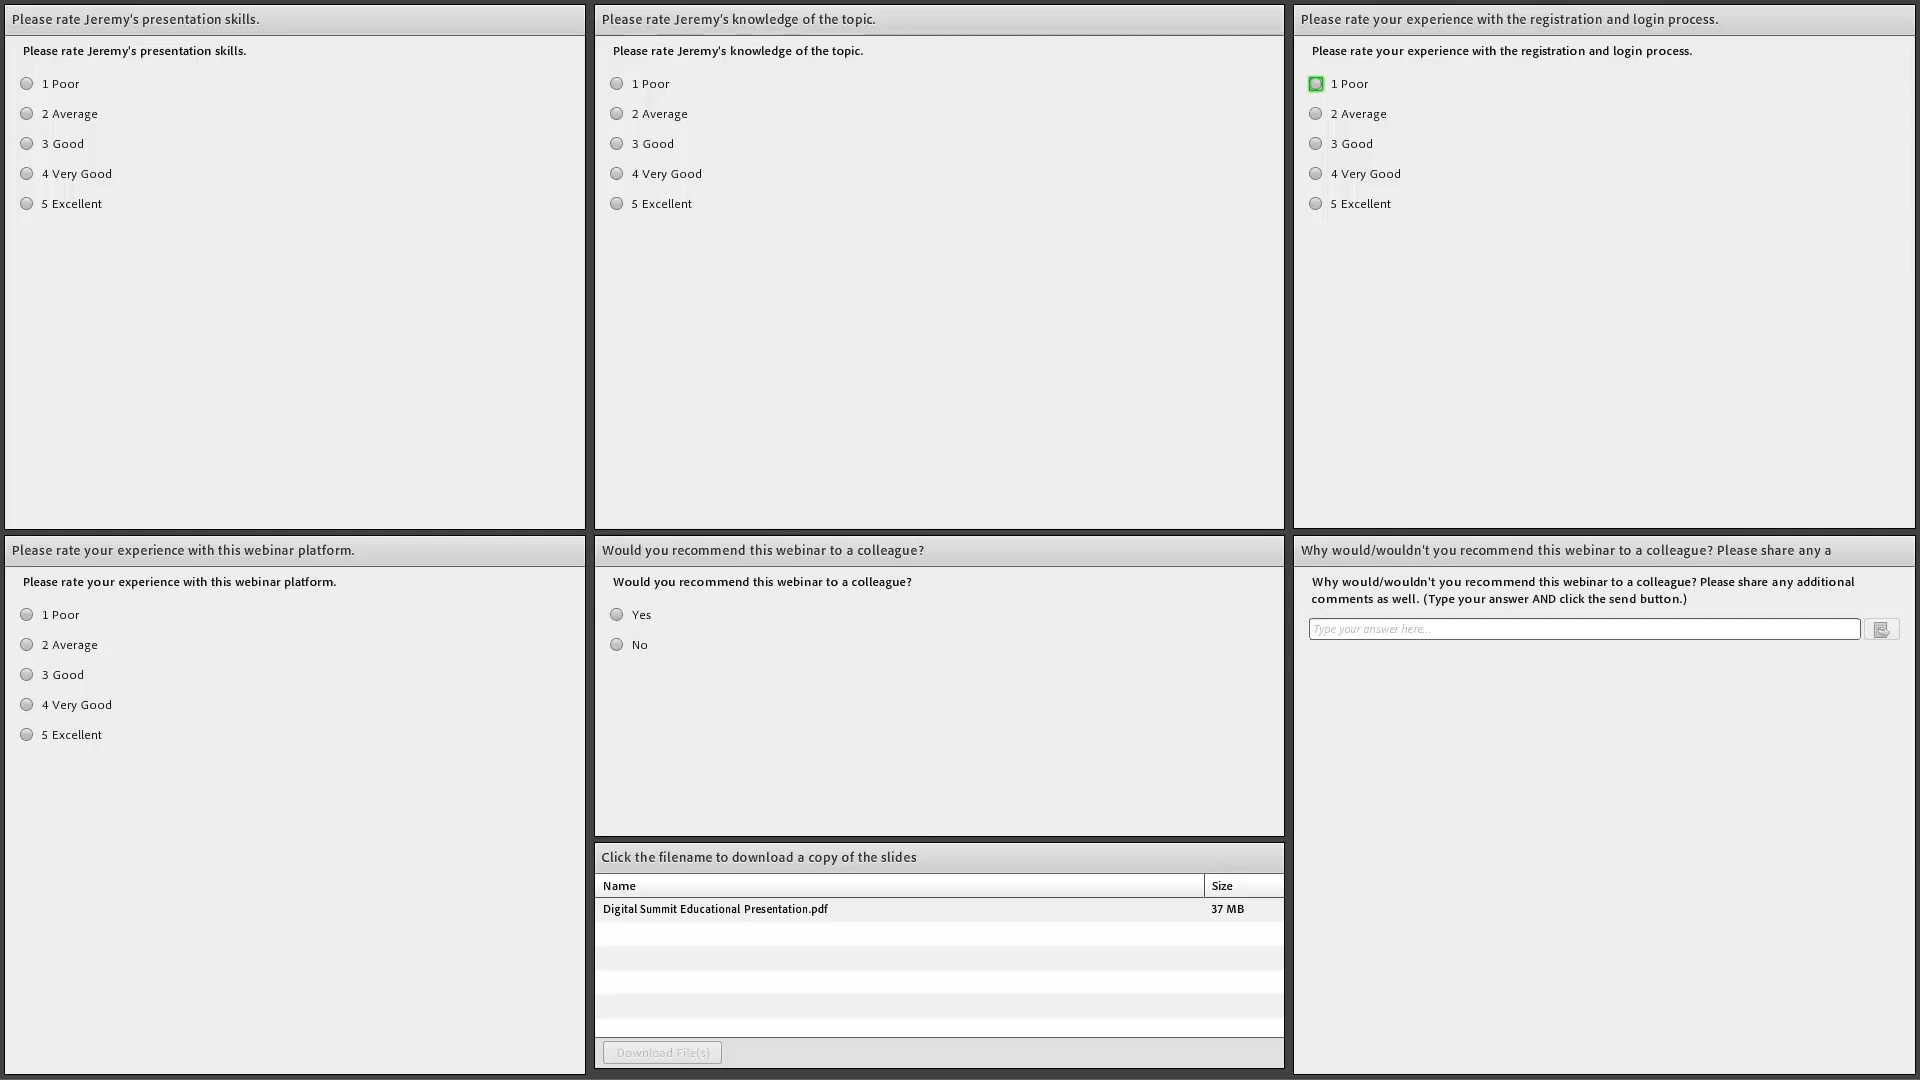 Please rate Jeremy's presentation skills.
Please rate Jeremy's presentation skills.
1 Poor
2 Average
3 Good
4 Very Good
5 Excellent
Please rate Jeremy's knowledge of the topic.
Please rate Jeremy's knowledge of the topic.
1 Poor
2 Average
3 Good
4 Very Good
5 Excellent
Please rate your experience with the registration and login process.
Please rate your experience with the registration and login process.
1 Poor
2 Average
3 Good
4 Very Good
5 Excellent
Please rate your experience with this webinar platform.
Please rate your experience with this webinar platform.
1 Poor
2 Average
3 Good
4 Very Good
5 Excellent
Would you recommend this webinar to a colleague?
Would you recommend this webinar to a colleague?
Yes
No
Click the filename to download a copy of the slides
Name Size
Digital Summit Educational Presentation.pdf 37 MB
Download File(s)
Why would/wouldn't you recommend this webinar to a colleague? Please share any a
Why would/wouldn't you recommend this webinar to a colleague? Please share any additional
comments as well. (Type your answer AND click the send button.)
Type your answer here...